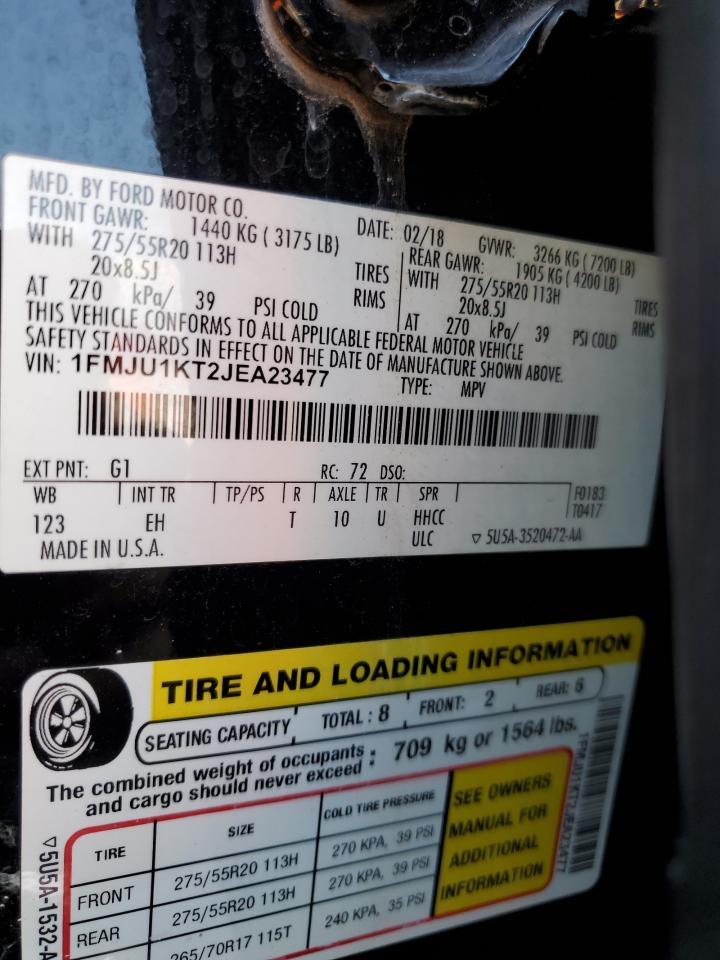 MFD. BY FORD MOTOR CO.
DATE: 02/18 GVWR: 3266 KG ( 7200 LB)
FRONT GAWR: 1440 KG ( 3175 LB) REAR GAWR: 1905 KG ( 4200 LB)
WITH 275/55R20 113H TIRES WITH 275/55R20 113H TIRES
20x8.5J RIMS 20x8.5J RIMS
AT 270 kPa/ 39 PSI COLD AT 270 kPa/ 39 PSI COLD
THIS VEHICLE CONFORMS TO ALL APPLICABLE FEDERAL MOTOR VEHICLE
SAFETY STANDARDS IN EFFECT ON THE DATE OF MANUFACTURE SHOWN ABOVE.
VIN: 1FMJU1KT2JEA23477 TYPE: MPV
EXT PNT: G1 RC: 72 DSO:
WB INT TR TP/PS R AXLE TR SPR F0183
123 EH T 10 U HHCC T0417
ULC ▽ 5U5A-3520472-AA
MADE IN U.S.A.
TIRE AND LOADING INFORMATION
SEATING CAPACITY TOTAL : 8 FRONT: 2 REAR: 6
The combined weight of occupants and cargo should never exceed : 709 kg or 1564 lbs.
TIRE SIZE COLD TIRE PRESSURE
FRONT 275/55R20 113H 270 KPA, 39 PSI
REAR 275/55R20 113H 270 KPA, 39 PSI
265/70R17 115T 240 KPA, 35 PSI
SEE OWNERS
MANUAL FOR
ADDITIONAL
INFORMATION
1FMJU1KT2JEA23477
▽5U5A-1532-A